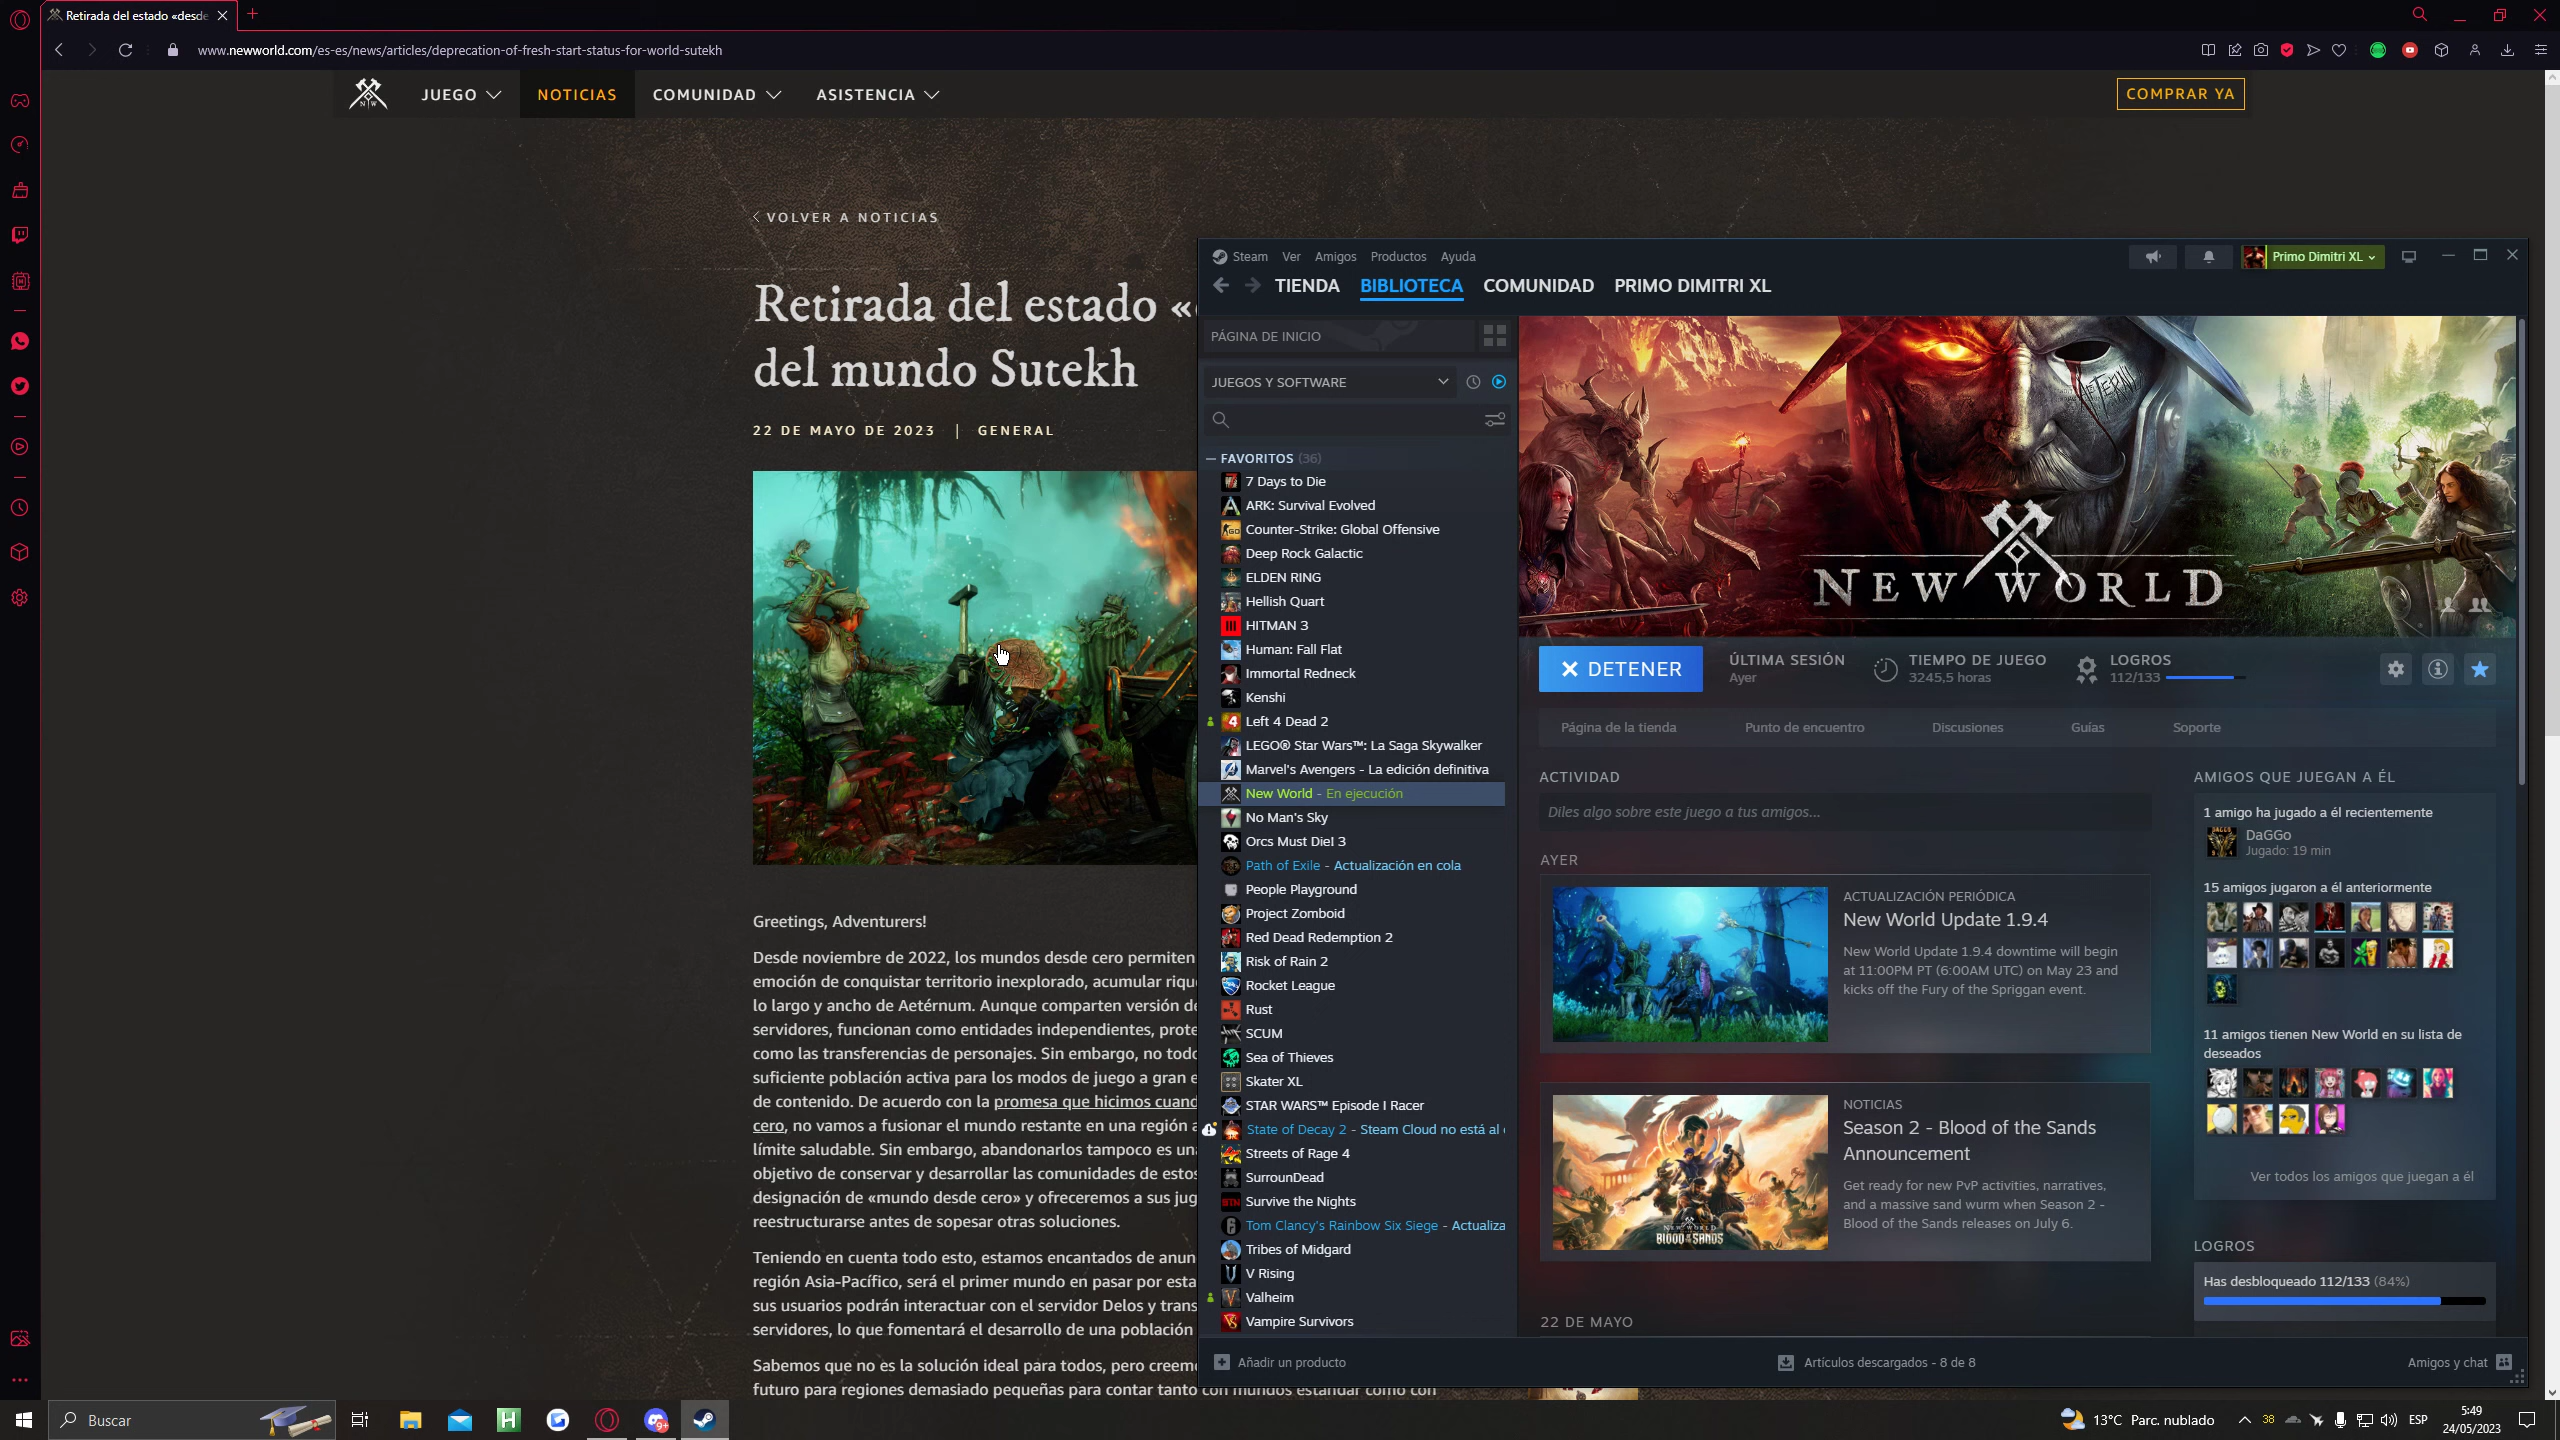 Retirada del estado «desde
www.newworld.com/es-es/news/articles/deprecation-of-fresh-start-status-for-world-sutekh
JUEGO
NOTICIAS
COMUNIDAD
ASISTENCIA
COMPRAR YA
VOLVER A NOTICIAS
Retirada del estado «
del mundo Sutekh
22 DE MAYO DE 2023 | GENERAL
Greetings, Adventurers!
Desde noviembre de 2022, los mundos desde cero permiten
emoción de conquistar territorio inexplorado, acumular rique
lo largo y ancho de Aetérnum. Aunque comparten versión de
servidores, funcionan como entidades independientes, prote
como las transferencias de personajes. Sin embargo, no todo
suficiente población activa para los modos de juego a gran e
de contenido. De acuerdo con la promesa que hicimos cuand
cero, no vamos a fusionar el mundo restante en una región a
límite saludable. Sin embargo, abandonarlos tampoco es un
objetivo de conservar y desarrollar las comunidades de estos
designación de «mundo desde cero» y ofreceremos a sus jug
reestructurarse antes de sopesar otras soluciones.
Teniendo en cuenta todo esto, estamos encantados de anun
región Asia-Pacífico, será el primer mundo en pasar por esta
sus usuarios podrán interactuar con el servidor Delos y trans
servidores, lo que fomentará el desarrollo de una población
Sabemos que no es la solución ideal para todos, pero creemo
futuro para regiones demasiado pequeñas para contar tanto con mundos estándar como con
Steam
Ver
Amigos
Productos
Ayuda
Primo Dimitri XL
TIENDA
BIBLIOTECA
COMUNIDAD
PRIMO DIMITRI XL
PÁGINA DE INICIO
JUEGOS Y SOFTWARE
— FAVORITOS (36)
7 Days to Die
ARK: Survival Evolved
Counter-Strike: Global Offensive
Deep Rock Galactic
ELDEN RING
Hellish Quart
HITMAN 3
Human: Fall Flat
Immortal Redneck
Kenshi
Left 4 Dead 2
LEGO® Star Wars™: La Saga Skywalker
Marvel's Avengers - La edición definitiva
New World - En ejecución
No Man's Sky
Orcs Must Die! 3
Path of Exile - Actualización en cola
People Playground
Project Zomboid
Red Dead Redemption 2
Risk of Rain 2
Rocket League
Rust
SCUM
Sea of Thieves
Skater XL
STAR WARS™ Episode I Racer
State of Decay 2 - Steam Cloud no está al
Streets of Rage 4
SurrounDead
Survive the Nights
Tom Clancy's Rainbow Six Siege - Actualiza
Tribes of Midgard
V Rising
Valheim
Vampire Survivors
NEW WORLD
DETENER
ÚLTIMA SESIÓN
Ayer
TIEMPO DE JUEGO
3245,5 horas
LOGROS
112/133
Página de la tienda
Punto de encuentro
Discusiones
Guías
Soporte
ACTIVIDAD
Diles algo sobre este juego a tus amigos...
AYER
ACTUALIZACIÓN PERIÓDICA
New World Update 1.9.4
New World Update 1.9.4 downtime will begin
at 11:00PM PT (6:00AM UTC) on May 23 and
kicks off the Fury of the Spriggan event.
NEW WORLD
BLOOD OF THE SANDS
NOTICIAS
Season 2 - Blood of the Sands
Announcement
Get ready for new PvP activities, narratives,
and a massive sand wurm when Season 2 -
Blood of the Sands releases on July 6.
22 DE MAYO
AMIGOS QUE JUEGAN A ÉL
1 amigo ha jugado a él recientemente
DaGGo
Jugado: 19 min
15 amigos jugaron a él anteriormente
11 amigos tienen New World en su lista de
deseados
Ver todos los amigos que juegan a él
LOGROS
Has desbloqueado 112/133 (84%)
Añadir un producto
Artículos descargados - 8 de 8
Amigos y chat
Buscar
9+
13°C Parc. nublado
38
ESP
5:49
24/05/2023